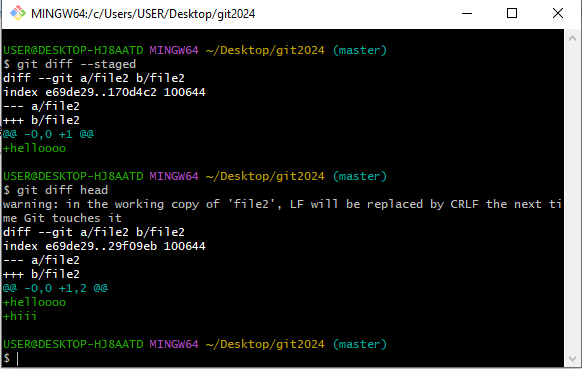 MINGW64:/c/Users/USER/Desktop/git2024
USER@DESKTOP-HJ8AATD MINGW64 ~/Desktop/git2024 (master)
$ git diff --staged
diff --git a/file2 b/file2
index e69de29..170d4c2 100644
--- a/file2
+++ b/file2
@@ -0,0 +1 @@
+helloooo
USER@DESKTOP-HJ8AATD MINGW64 ~/Desktop/git2024 (master)
$ git diff head
warning: in the working copy of 'file2', LF will be replaced by CRLF the next ti
me Git touches it
diff --git a/file2 b/file2
index e69de29..29f09eb 100644
--- a/file2
+++ b/file2
@@ -0,0 +1,2 @@
+helloooo
+hiii
USER@DESKTOP-HJ8AATD MINGW64 ~/Desktop/git2024 (master)
$